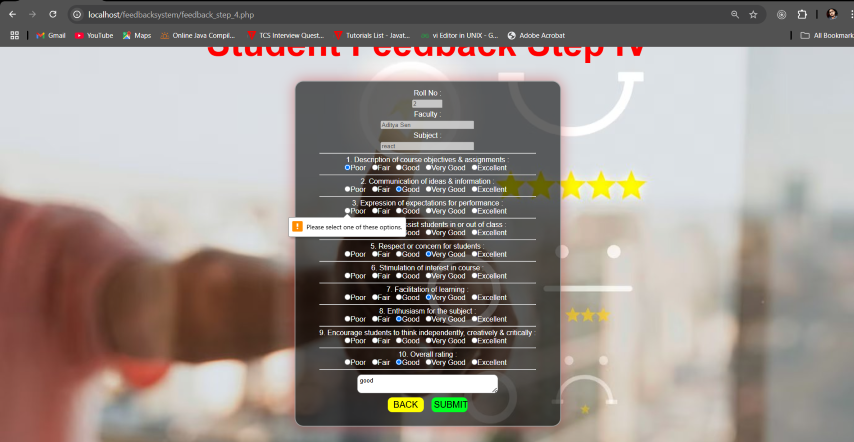 localhost/feedbacksystem/feedback_step_4.php
Gmail YouTube Maps Online Java Compil... TCS Interview Quest... Tutorials List - Javat... vi Editor in UNIX - G... Adobe Acrobat All Bookmark
Student Feedback Step IV
Roll No :
2
Faculty :
Aditya Sen
Subject :
react
1. Description of course objectives & assignments :
Poor Fair Good Very Good Excellent
2. Communication of ideas & information :
Poor Fair Good Very Good Excellent
3. Expression of expectations for performance :
Poor Fair Good Very Good Excellent
Please select one of these options.
assist students in or out of class :
Good Very Good Excellent
5. Respect or concern for students :
Poor Fair Good Very Good Excellent
6. Stimulation of interest in course :
Poor Fair Good Very Good Excellent
7. Facilitation of learning :
Poor Fair Good Very Good Excellent
8. Enthusiasm for the subject :
Poor Fair Good Very Good Excellent
9. Encourage students to think independently, creatively & critically :
Poor Fair Good Very Good Excellent
10. Overall rating :
Poor Fair Good Very Good Excellent
good
BACK SUBMIT